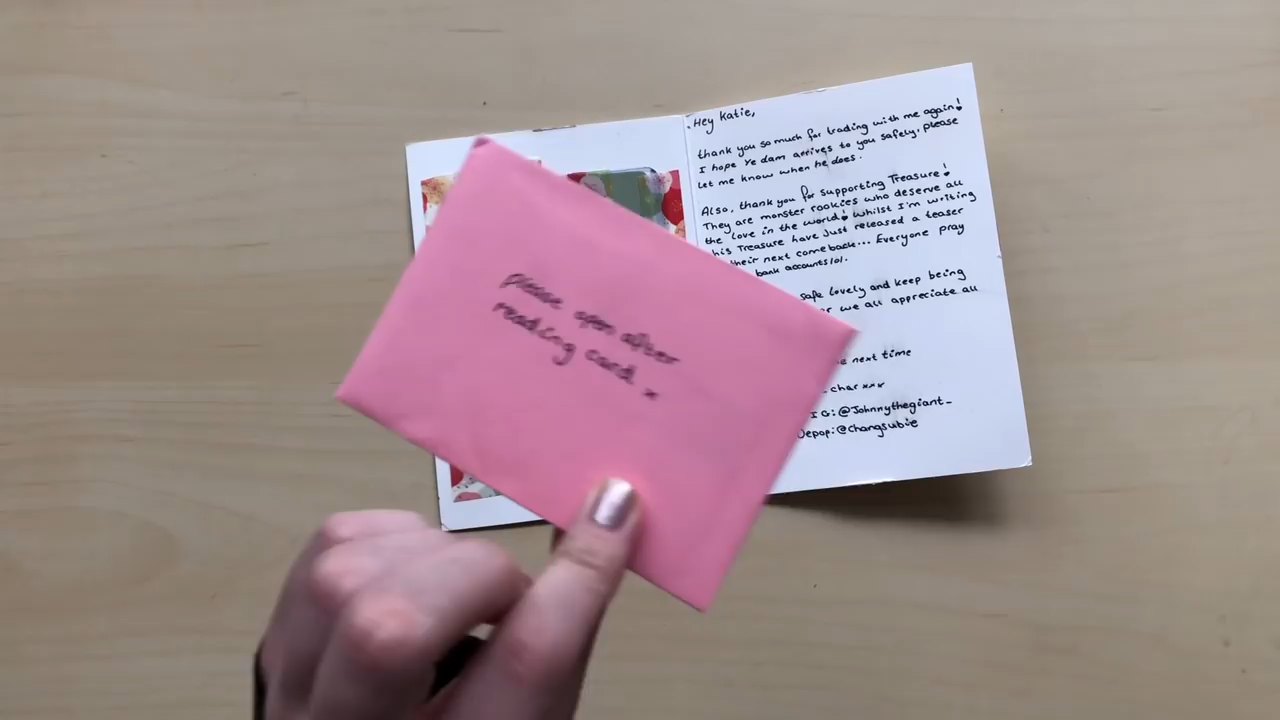 Hey Katie,
thank you so much for trading with me again!
I hope Ye dam arrives to you safely, please
let me know when he does.
Also, thank you for supporting Treasure!
They are monster rookies who deserve all
the love in the world! Whilst I'm writing
his Treasure have just released a teaser
their next comeback... Everyone pray
bank accounts lol.
safe lovely and keep being
we all appreciate all
next time
char xxx
IG: @Johnnythegiant_
Depop: @changsubie
please open after
reading card x